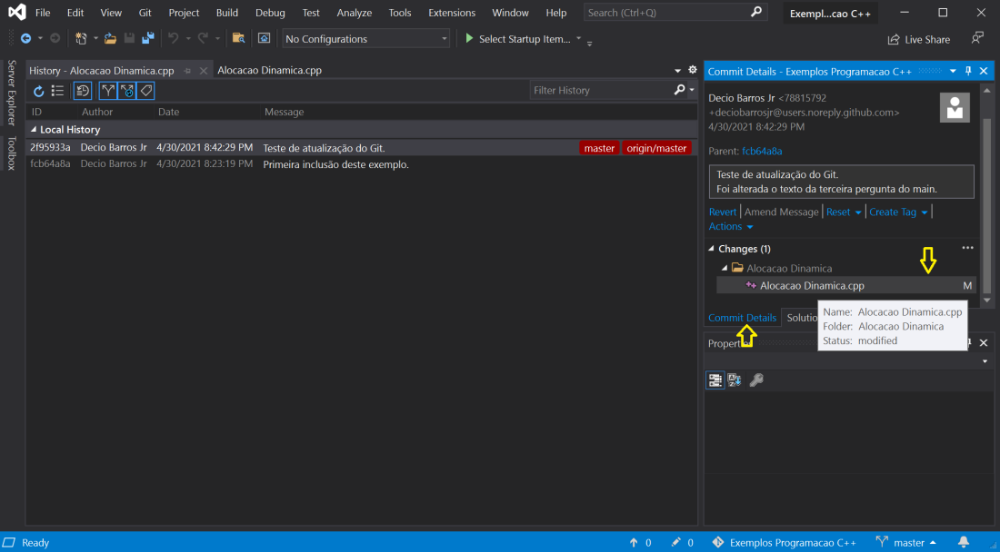 File Edit View Git Project Build Debug Test Analyze Tools Extensions Window Help Search (Ctrl+Q) Exempl...cao C++
No Configurations Select Startup Item... Live Share
Server Explorer
Toolbox
History - Alocacao Dinamica.cpp Alocacao Dinamica.cpp
Filter History
ID Author Date Message
Local History
2f95933a Decio Barros Jr 4/30/2021 8:42:29 PM Teste de atualização do Git. master origin/master
fcb64a8a Decio Barros Jr 4/30/2021 8:23:19 PM Primeira inclusão deste exemplo.
Commit Details - Exemplos Programacao C++
Decio Barros Jr <78815792
+deciobarrosjr@users.noreply.github.com>
4/30/2021 8:42:29 PM
Parent: fcb64a8a
Teste de atualização do Git.
Foi alterada o texto da terceira pergunta do main.
Revert Amend Message Reset Create Tag
Actions
Changes (1)
Alocacao Dinamica
Alocacao Dinamica.cpp M
Commit Details Solutio
Name: Alocacao Dinamica.cpp
Folder: Alocacao Dinamica
Status: modified
Ready 0 0 Exemplos Programacao C++ master